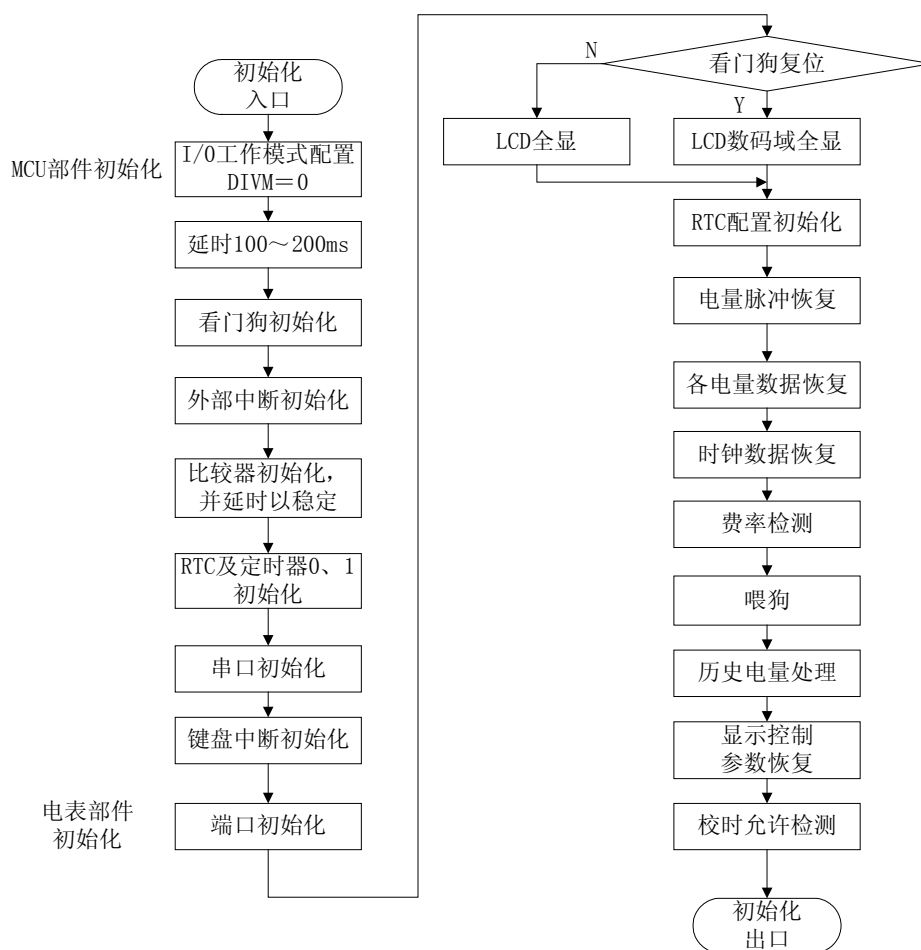 初始化
入口
MCU部件初始化
I/O工作模式配置
DIVM＝0
延时100～200ms
看门狗初始化
外部中断初始化
比较器初始化,
并延时以稳定
RTC及定时器0、1
初始化
串口初始化
键盘中断初始化
电表部件
初始化
端口初始化
看门狗复位
N
Y
LCD全显
LCD数码域全显
RTC配置初始化
电量脉冲恢复
各电量数据恢复
时钟数据恢复
费率检测
喂狗
历史电量处理
显示控制
参数恢复
校时允许检测
初始化
出口